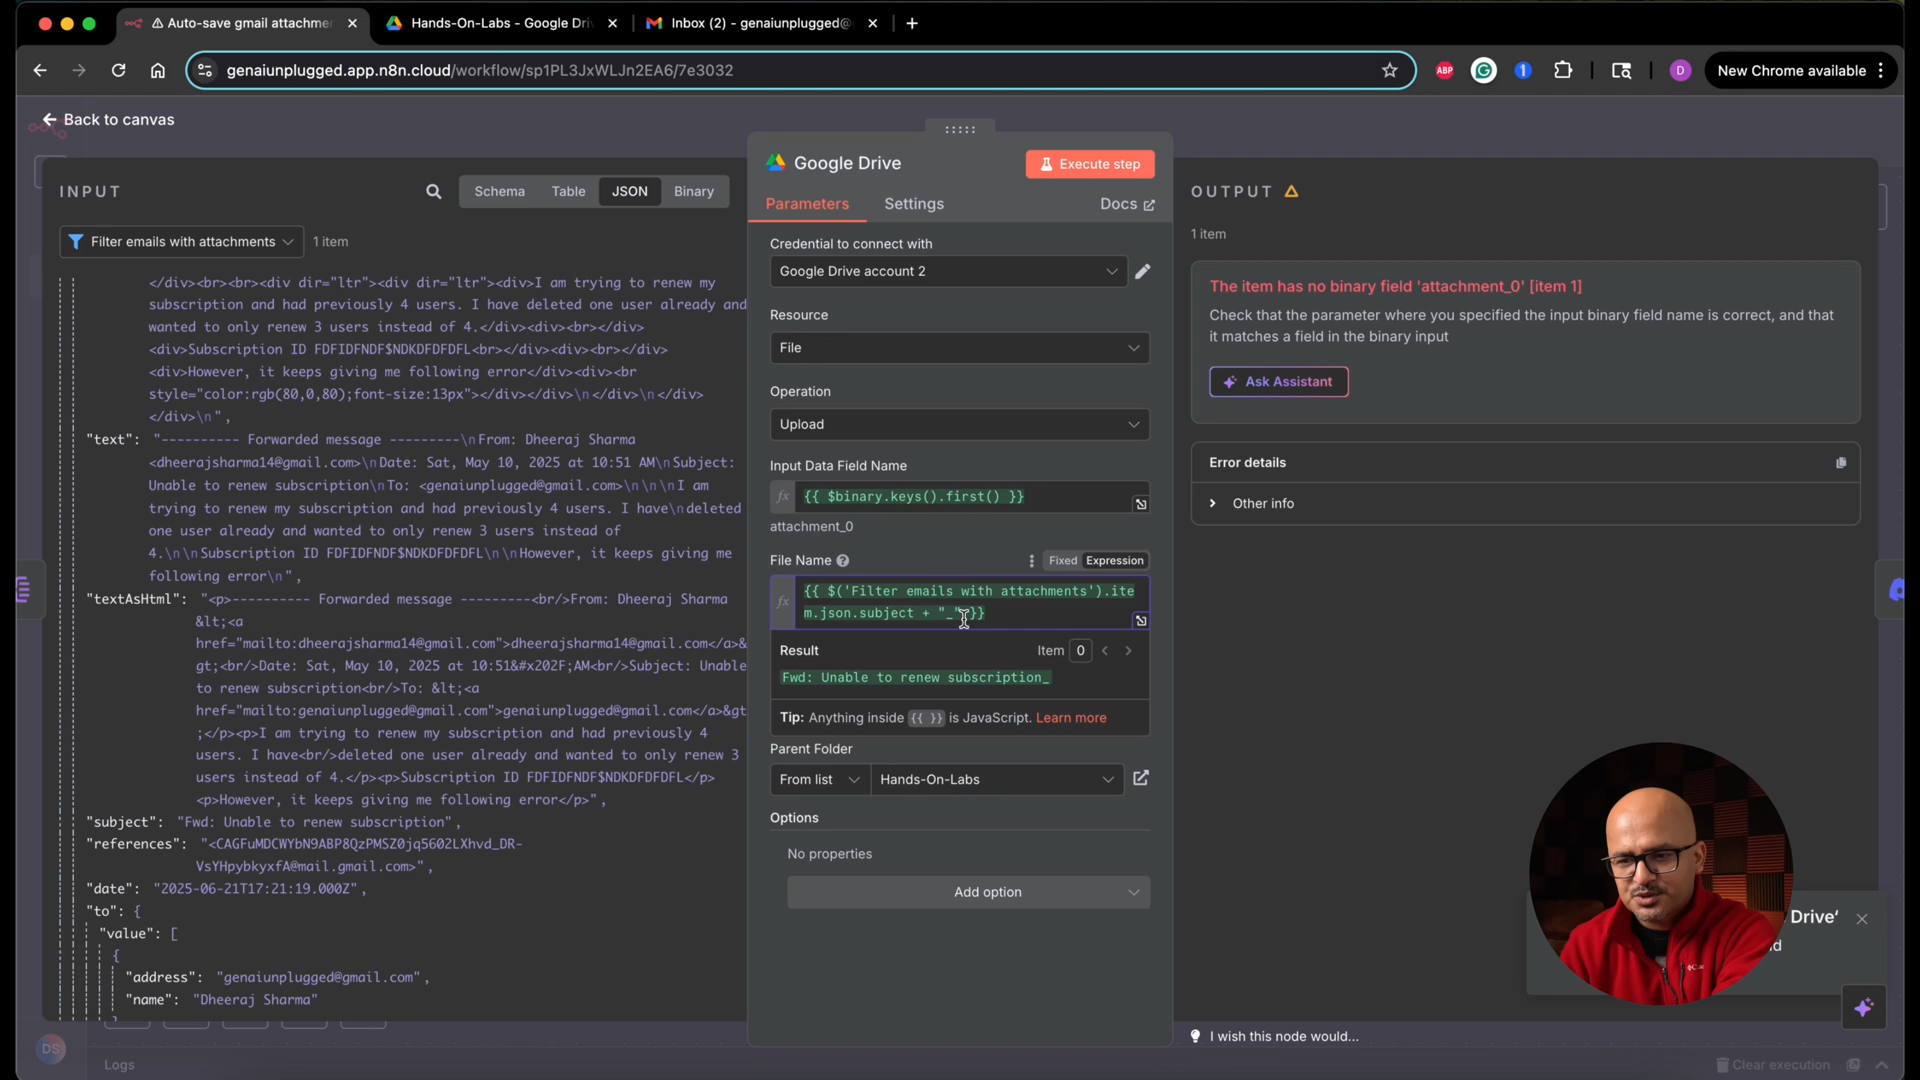 Auto-save gmail attachme
Hands-On-Labs - Google Dri
Inbox (2) - genaiunplugged@
genaiunplugged.app.n8n.cloud/workflow/sp1PL3JxWLJn2EA6/7e3032
ABP
1
D
New Chrome available
Back to canvas
INPUT
Schema
Table
JSON
Binary
Filter emails with attachments
1 item
</div><br><br><div dir="ltr"><div dir="ltr"><div>I am trying to renew my
subscription and had previously 4 users. I have deleted one user already and
wanted to only renew 3 users instead of 4.</div><div><br></div>
<div>Subscription ID FDFIDFNDF$NDKDFDFDFL<br></div><div><br></div>
<div>However, it keeps giving me following error</div><div><br
style="color:rgb(80,0,80);font-size:13px"></div></div>\n</div>\n</div>
</div>\n",
"text": "---------- Forwarded message ---------\nFrom: Dheeraj Sharma
<dheerajsharma14@gmail.com>\nDate: Sat, May 10, 2025 at 10:51 AM\nSubject:
Unable to renew subscription\nTo: <genaiunplugged@gmail.com>\n\n\nI am
trying to renew my subscription and had previously 4 users. I have\ndeleted
one user already and wanted to only renew 3 users instead of
4.\n\nSubscription ID FDFIDFNDF$NDKDFDFDFL\n\nHowever, it keeps giving me
following error\n",
"textAsHtml": "<p>---------- Forwarded message ---------<br/>From: Dheeraj Sharma
&lt;<a
href="mailto:dheerajsharma14@gmail.com">dheerajsharma14@gmail.com</a>&
gt;<br/>Date: Sat, May 10, 2025 at 10:51&#x202F;AM<br/>Subject: Unable
to renew subscription<br/>To: &lt;<a
href="mailto:genaiunplugged@gmail.com">genaiunplugged@gmail.com</a>&gt
;</p><p>I am trying to renew my subscription and had previously 4
users. I have<br/>deleted one user already and wanted to only renew 3
users instead of 4.</p><p>Subscription ID FDFIDFNDF$NDKDFDFDFL</p>
<p>However, it keeps giving me following error</p>",
"subject": "Fwd: Unable to renew subscription",
"references": "<CAGFuMDCWYbN9ABP8QzPMSZ0jq5602LXhvd_DR-
VsYHpybkyxfA@mail.gmail.com>",
"date": "2025-06-21T17:21:19.000Z",
"to": {
"value": [
{
"address": "genaiunplugged@gmail.com",
"name": "Dheeraj Sharma"
}
DS
Logs
Google Drive
Execute step
Parameters
Settings
Docs
Credential to connect with
Google Drive account 2
Resource
File
Operation
Upload
Input Data Field Name
fx {{ $binary.keys().first() }}
attachment_0
File Name
Fixed Expression
fx {{ $('Filter emails with attachments').ite
m.json.subject + "_" }}
Result
Item 0
Fwd: Unable to renew subscription_
Tip: Anything inside {{ }} is JavaScript. Learn more
Parent Folder
From list
Hands-On-Labs
Options
No properties
Add option
OUTPUT
1 item
The item has no binary field 'attachment_0' [item 1]
Check that the parameter where you specified the input binary field name is correct, and that
it matches a field in the binary input
Ask Assistant
Error details
Other info
Drive'
d
I wish this node would...
Clear execution